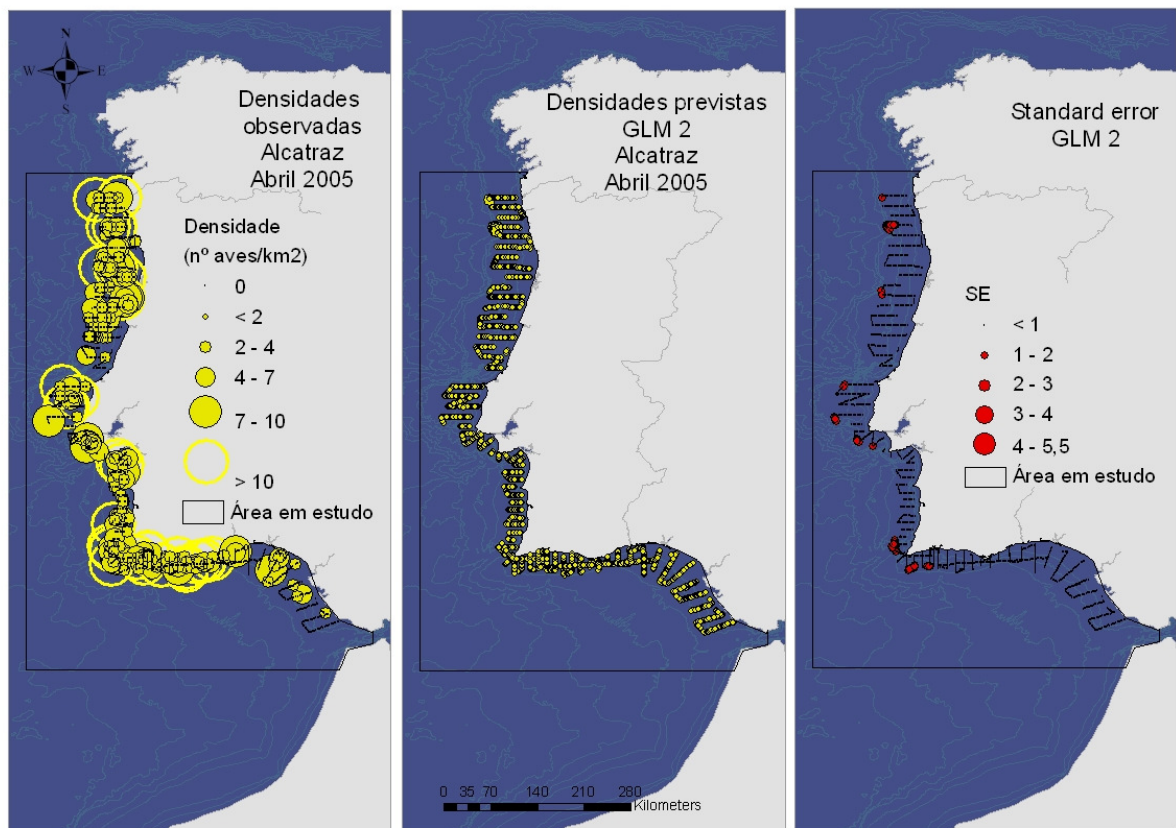 N
W E
S
Densidades
observadas
Alcatraz
Abril 2005
Densidade
(nº aves/km2)
0
< 2
2 - 4
4 - 7
7 - 10
> 10
Área em estudo
Densidades previstas
GLM 2
Alcatraz
Abril 2005
0 35 70 140 210 280
Kilometers
Standard error
GLM 2
SE
< 1
1 - 2
2 - 3
3 - 4
4 - 5,5
Área em estudo